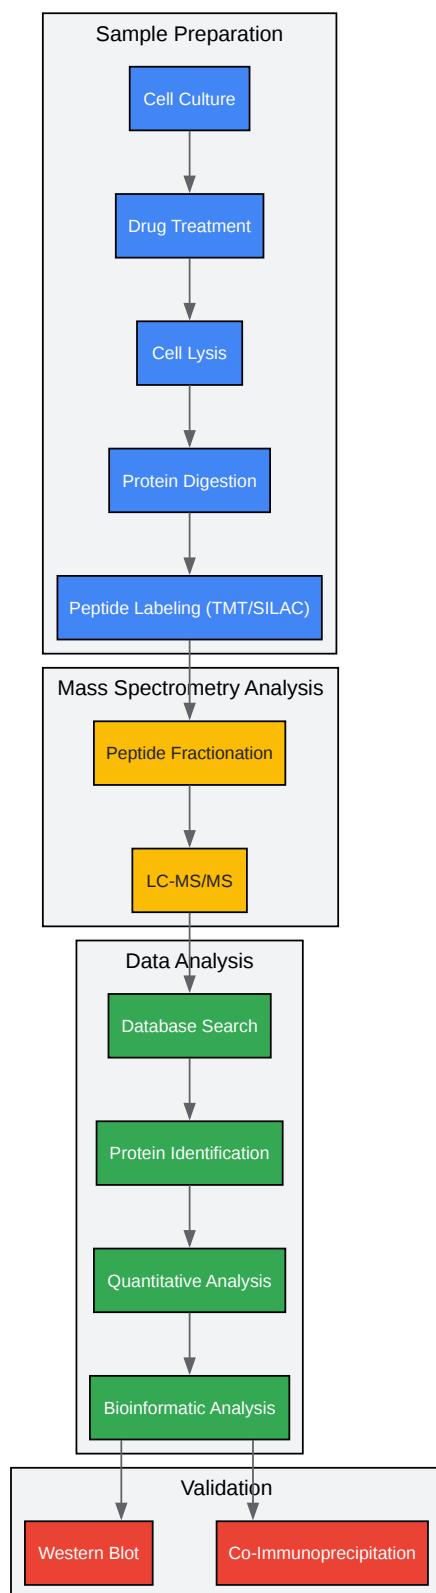 Sample Preparation
Cell Culture
Drug Treatment
Cell Lysis
Protein Digestion
Peptide Labeling (TMT/SILAC)
Mass Spectrometry Analysis
Peptide Fractionation
LC-MS/MS
Data Analysis
Database Search
Protein Identification
Quantitative Analysis
Bioinformatic Analysis
Validation
Western Blot
Co-Immunoprecipitation